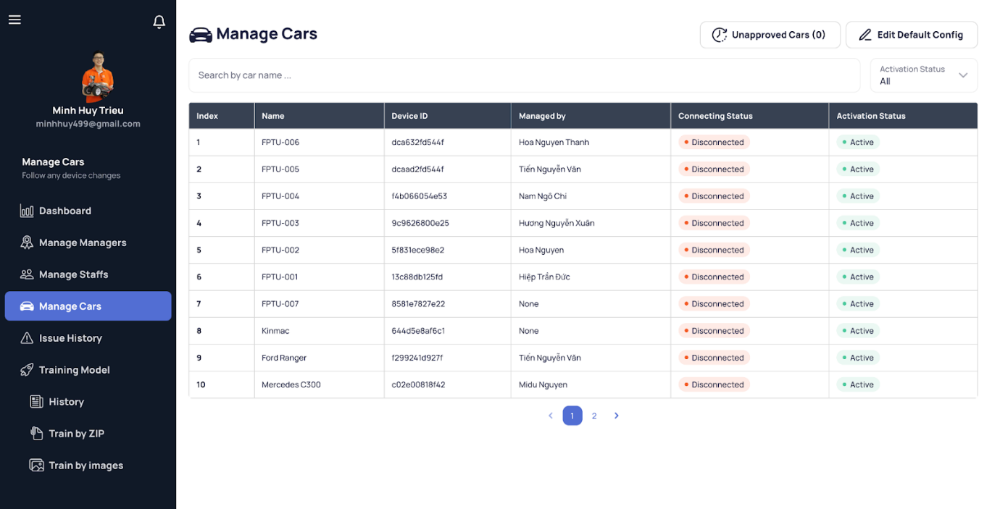 Minh Huy Trieu
minhhuy499@gmail.com
Manage Cars
Follow any device changes
Dashboard
Manage Managers
Manage Staffs
Manage Cars
Issue History
Training Model
History
Train by ZIP
Train by images
Manage Cars
Unapproved Cars (0)
Edit Default Config
Search by car name ...
Activation Status
All
Index Name Device ID Managed by Connecting Status Activation Status
1 FPTU-006 dca632fd544f Hoa Nguyen Thanh Disconnected Active
2 FPTU-005 dcaad2fd544f Tiến Nguyễn Văn Disconnected Active
3 FPTU-004 f4b066054e53 Nam Ngô Chí Disconnected Active
4 FPTU-003 9c9626800e25 Hương Nguyễn Xuân Disconnected Active
5 FPTU-002 5f831ece98e2 Hoa Nguyen Disconnected Active
6 FPTU-001 13c88db125fd Hiệp Trần Đức Disconnected Active
7 FPTU-007 8581e7827e22 None Disconnected Active
8 Kinmac 644d5e8af6c1 None Disconnected Active
9 Ford Ranger f299241d927f Tiến Nguyễn Văn Disconnected Active
10 Mercedes C300 c02e00818f42 Midu Nguyen Disconnected Active
1 2